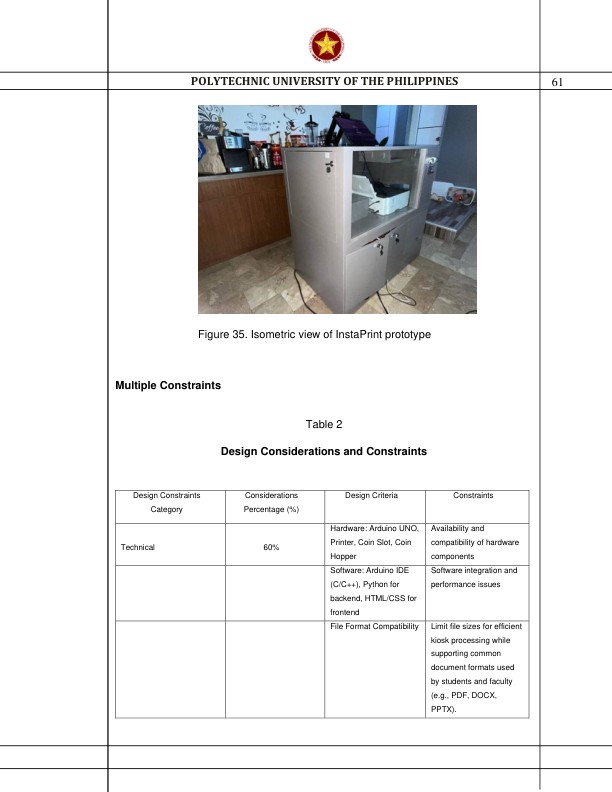 POLYTECHNIC UNIVERSITY OF THE PHILIPPINES
61
Coffee
Figure 35. Isometric view of InstaPrint prototype
Multiple Constraints
Table 2
Design Considerations and Constraints
Design Constraints
Category
Considerations
Percentage (%)
Design Criteria
Constraints
Technical
60%
Hardware: Arduino UNO,
Printer, Coin Slot, Coin
Hopper
Availability and
compatibility of hardware
components
Software: Arduino IDE
(C/C++), Python for
backend, HTML/CSS for
frontend
Software integration and
performance issues
File Format Compatibility
Limit file sizes for efficient
kiosk processing while
supporting common
document formats used
by students and faculty
(e.g., PDF, DOCX,
PPTX).